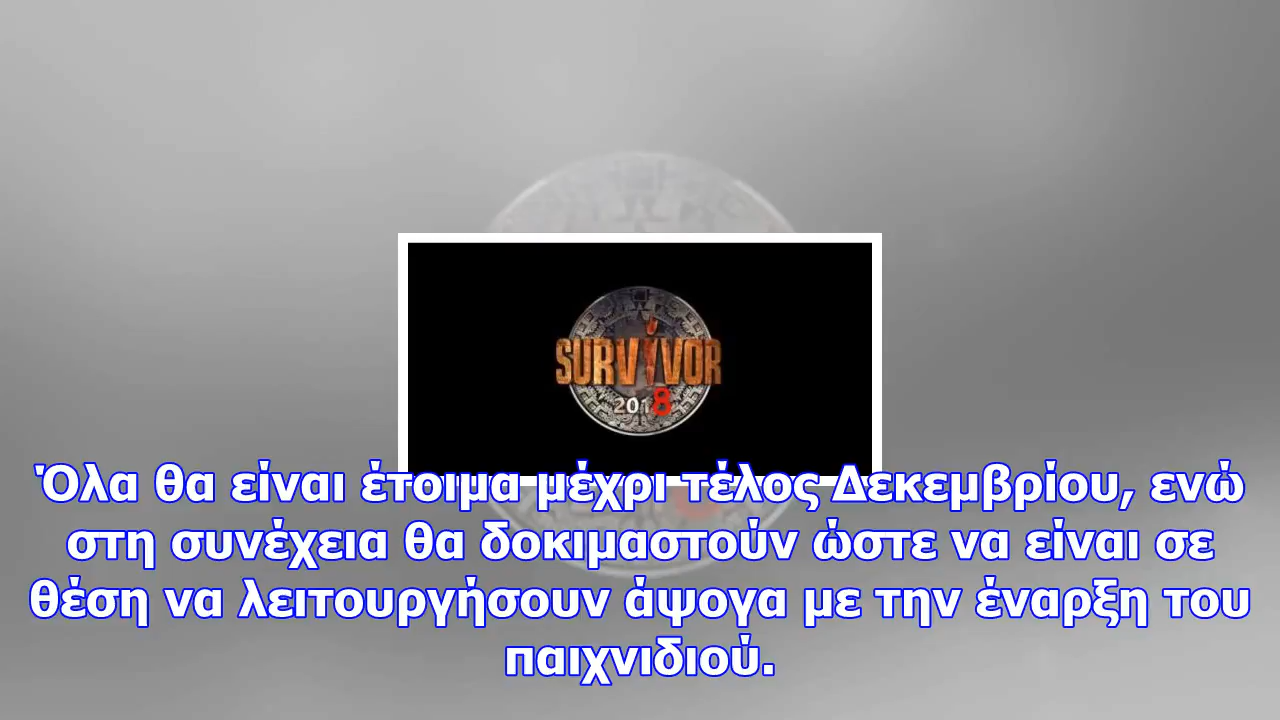 SURVIVOR
2018
Όλα θα είναι έτοιμα μέχρι τέλος Δεκεμβρίου, ενώ
στη συνέχεια θα δοκιμαστούν ώστε να είναι σε
θέση να λειτουργήσουν άψογα με την έναρξη του
παιχνιδιού.